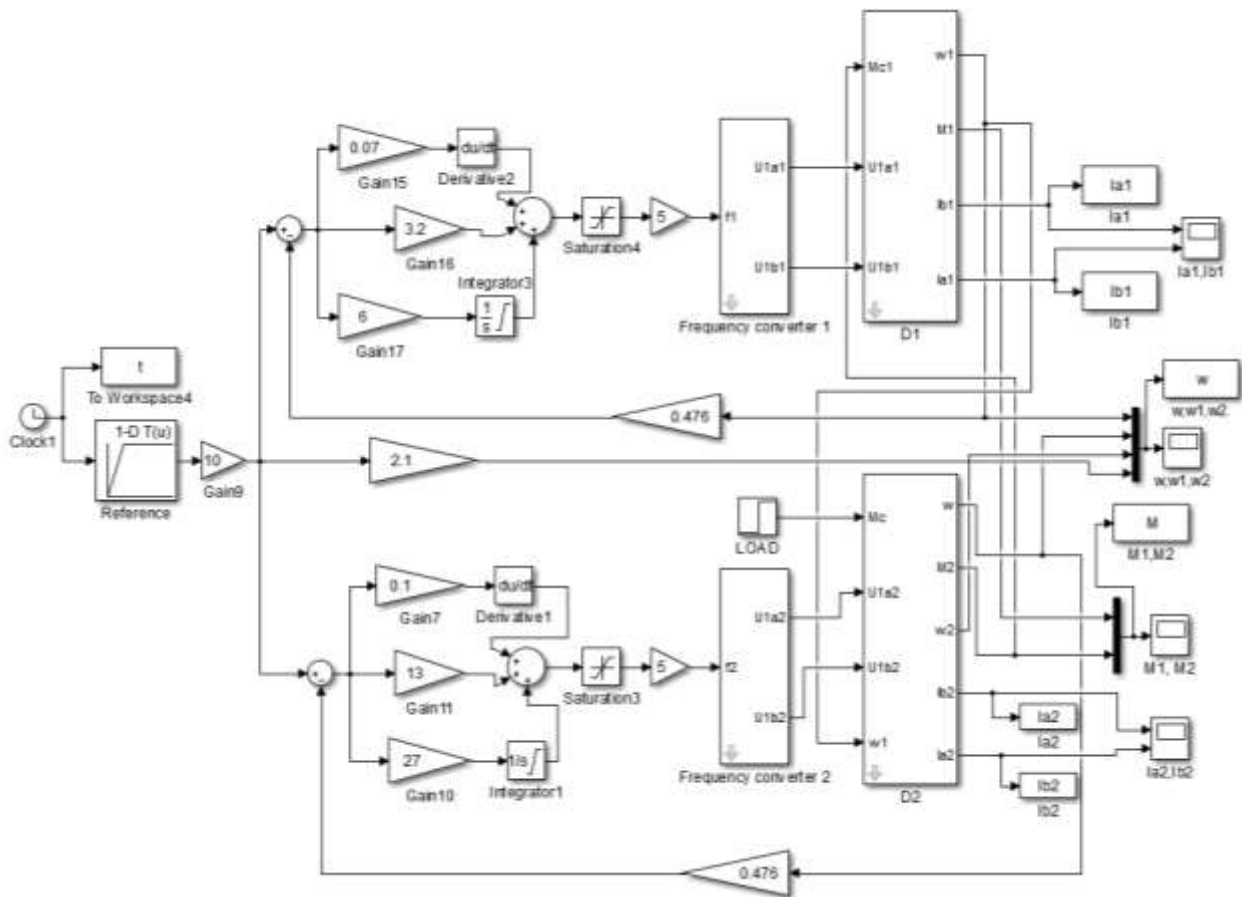 w1
Mc1
M1
0.07
du/dt
Gain15
Derivative2
U1a1
U1a1
Ia1
Ia1
Ib1
3.2
Gain16
Saturation4
5
f1
Integrator3
U1b1
U1b1
Ia1
Ia1,Ib1
Ib1
Ib1
6
1
s
Gain17
Frequency converter 1
D1
t
To Workspace4
Clock1
1-D T(u)
10
Gain9
Reference
0.476
w
w,w1,w2.
2.1
w,w1,w2
LOAD
Mc
w
M
M1,M2
0.1
du/dt
Gain7
Derivative1
U1a2
U1a2
M2
w2
13
Gain11
Saturation3
5
f2
U1b2
M1, M2
Ib2
27
1/s
Gain10
Integrator1
U1b2
w1
Ia2
Ia2
Ia2
Ia2,Ib2
Frequency converter 2
D2
Ib2
Ib2
0.476